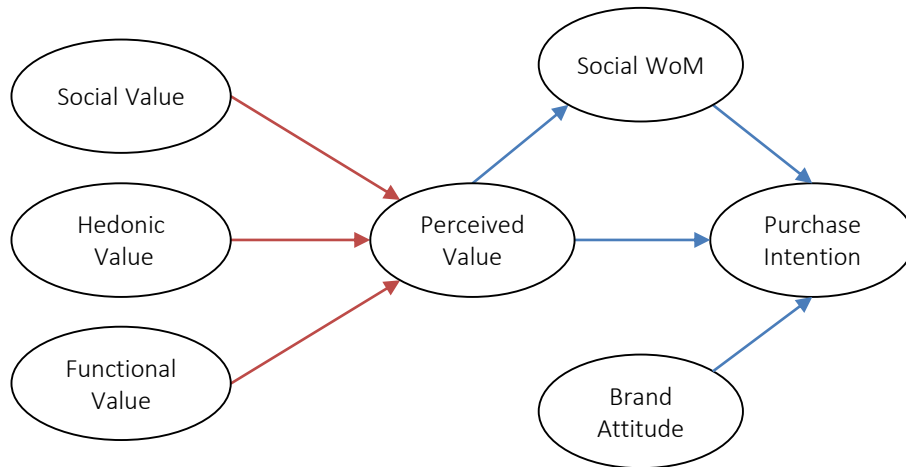 Social WoM
Social Value
Hedonic
Value
Perceived
Value
Purchase
Intention
Functional
Value
Brand
Attitude